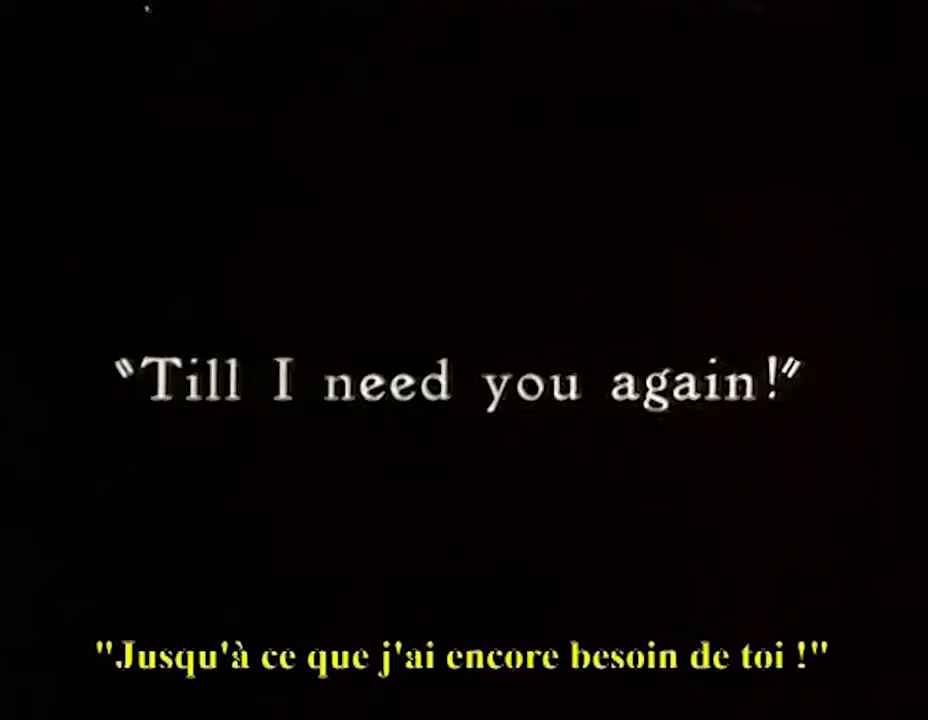 “Till I need you again!”
"Jusqu'à ce que j'ai encore besoin de toi !"